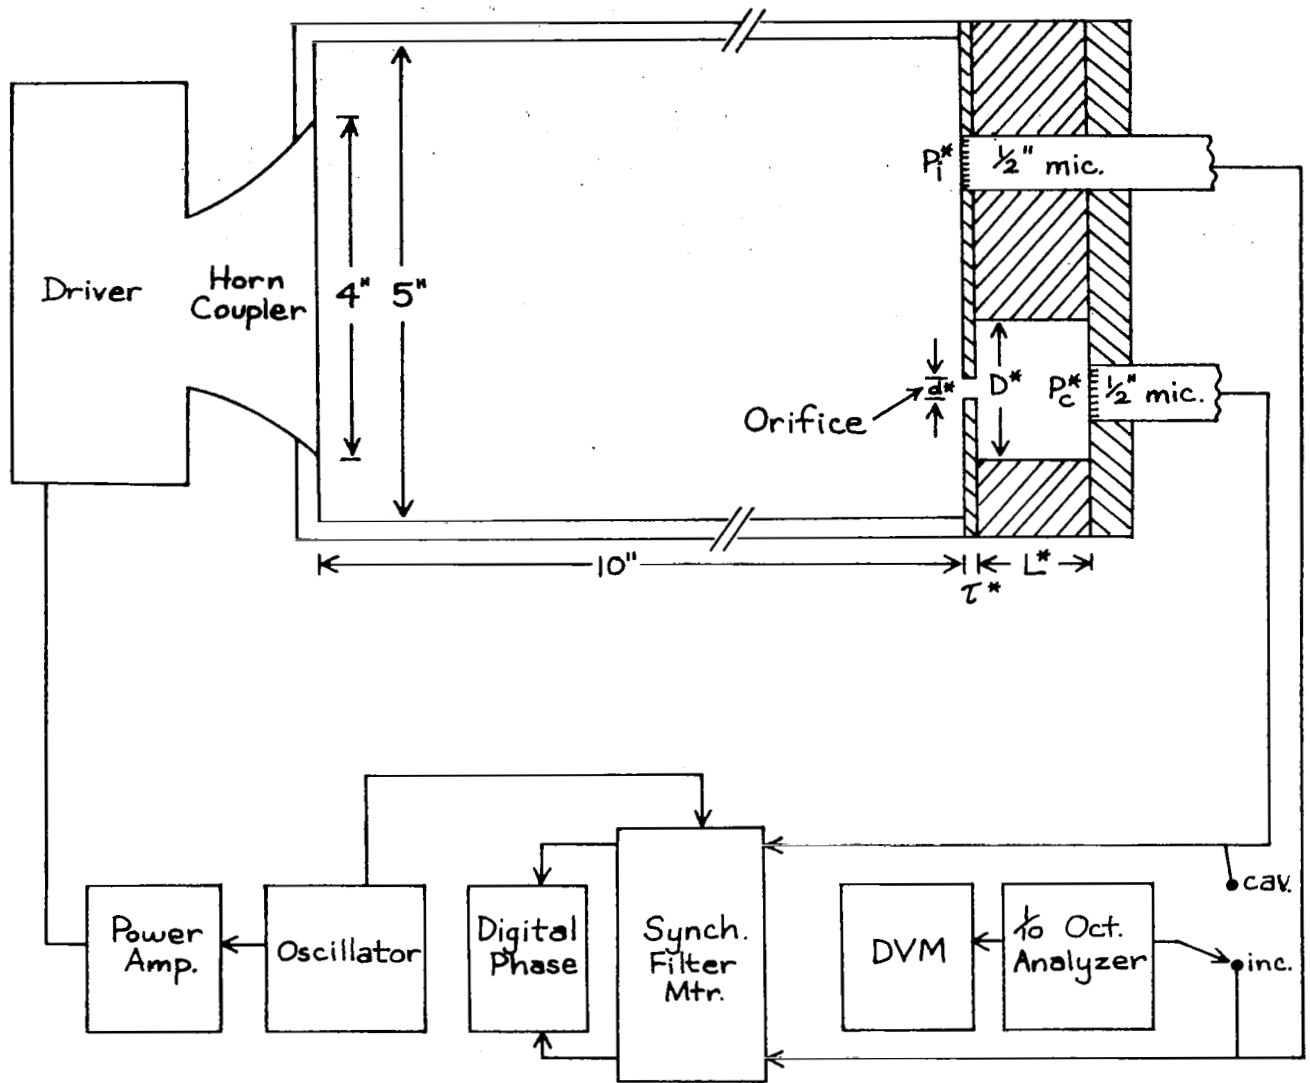 Driver
Horn
Coupler
4"
5"
P*i
1/2" mic.
Orifice
d*
D*
P*c
1/2" mic.
10"
τ*
L*
Power
Amp.
Oscillator
Digital
Phase
Synch.
Filter
Mtr.
DVM
1/10 Oct.
Analyzer
cav.
inc.